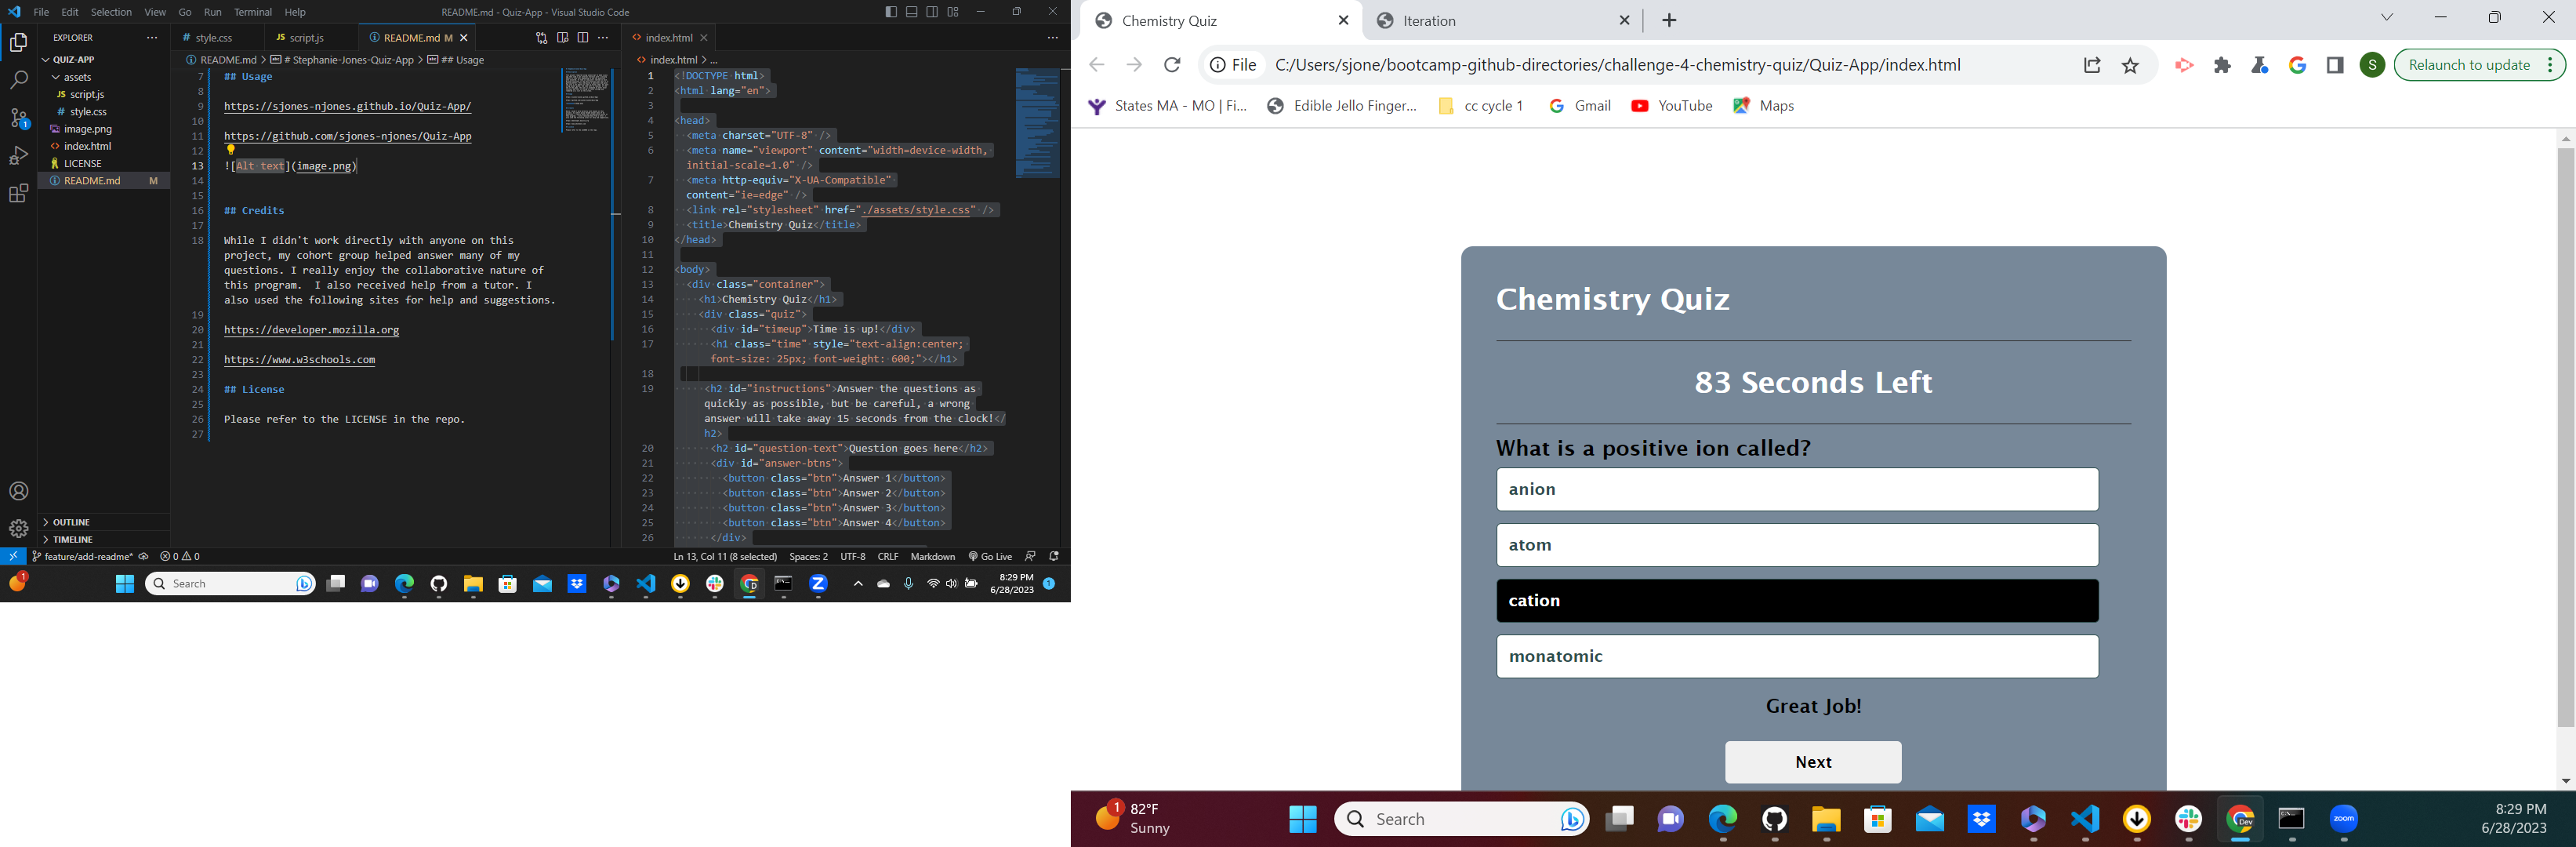 File Edit Selection View Go Run Terminal Help
README.md - Quiz-App - Visual Studio Code
EXPLORER
QUIZ-APP
assets
JS script.js
# style.css
image.png
<> index.html
LICENSE
README.md M
OUTLINE
TIMELINE
# style.css
JS script.js
README.md M
README.md > # Stephanie-Jones-Quiz-App > ## Usage
7 ## Usage
8
9 https://sjones-njones.github.io/Quiz-App/
10
11 https://github.com/sjones-njones/Quiz-App
12
13 ![Alt text](image.png)
14
15
16 ## Credits
17
18 While I didn't work directly with anyone on this
project, my cohort group helped answer many of my
questions. I really enjoy the collaborative nature of
this program.  I also received help from a tutor. I
also used the following sites for help and suggestions.
19
20 https://developer.mozilla.org
21
22 https://www.w3schools.com
23
24 ## License
25
26 Please refer to the LICENSE in the repo.
27
<> index.html
<> index.html > ...
1 <!DOCTYPE html>
2 <html lang="en">
3
4 <head>
5 <meta charset="UTF-8" />
6 <meta name="viewport" content="width=device-width,
initial-scale=1.0" />
7 <meta http-equiv="X-UA-Compatible"
content="ie=edge" />
8 <link rel="stylesheet" href="./assets/style.css" />
9 <title>Chemistry Quiz</title>
10 </head>
11
12 <body>
13 <div class="container">
14 <h1>Chemistry Quiz</h1>
15 <div class="quiz">
16 <div id="timeup">Time is up!</div>
17 <h1 class="time" style="text-align:center;
font-size: 25px; font-weight: 600;"></h1>
18
19 <h2 id="instructions">Answer the questions as
quickly as possible, but be careful, a wrong
answer will take away 15 seconds from the clock!</
h2>
20 <h2 id="question-text">Question goes here</h2>
21 <div id="answer-btns">
22 <button class="btn">Answer 1</button>
23 <button class="btn">Answer 2</button>
24 <button class="btn">Answer 3</button>
25 <button class="btn">Answer 4</button>
26 </div>
feature/add-readme* 0 0
Ln 13, Col 11 (8 selected) Spaces: 2 UTF-8 CRLF Markdown Go Live
1
Search
8:29 PM
6/28/2023
1
Chemistry Quiz
Iteration
File C:/Users/sjone/bootcamp-github-directories/challenge-4-chemistry-quiz/Quiz-App/index.html
S
Relaunch to update
States MA - MO | Fi...
Edible Jello Finger...
cc cycle 1
Gmail
YouTube
Maps
Chemistry Quiz
83 Seconds Left
What is a positive ion called?
anion
atom
cation
monatomic
Great Job!
Next
1
82°F
Sunny
Search
Dev
zoom
8:29 PM
6/28/2023